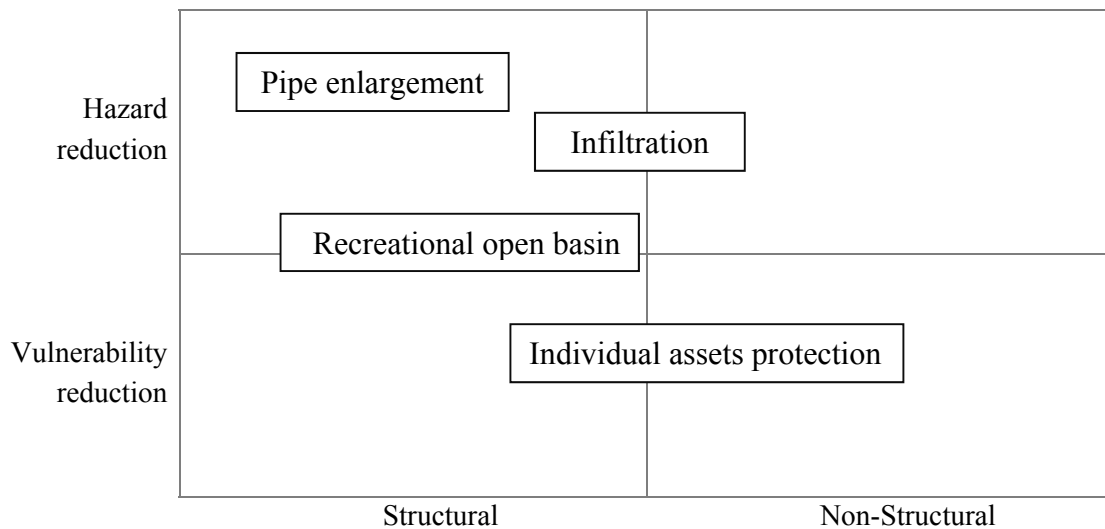 Pipe enlargement
Hazard
reduction
Infiltration
Recreational open basin
Vulnerability
reduction
Individual assets protection
Structural
Non-Structural